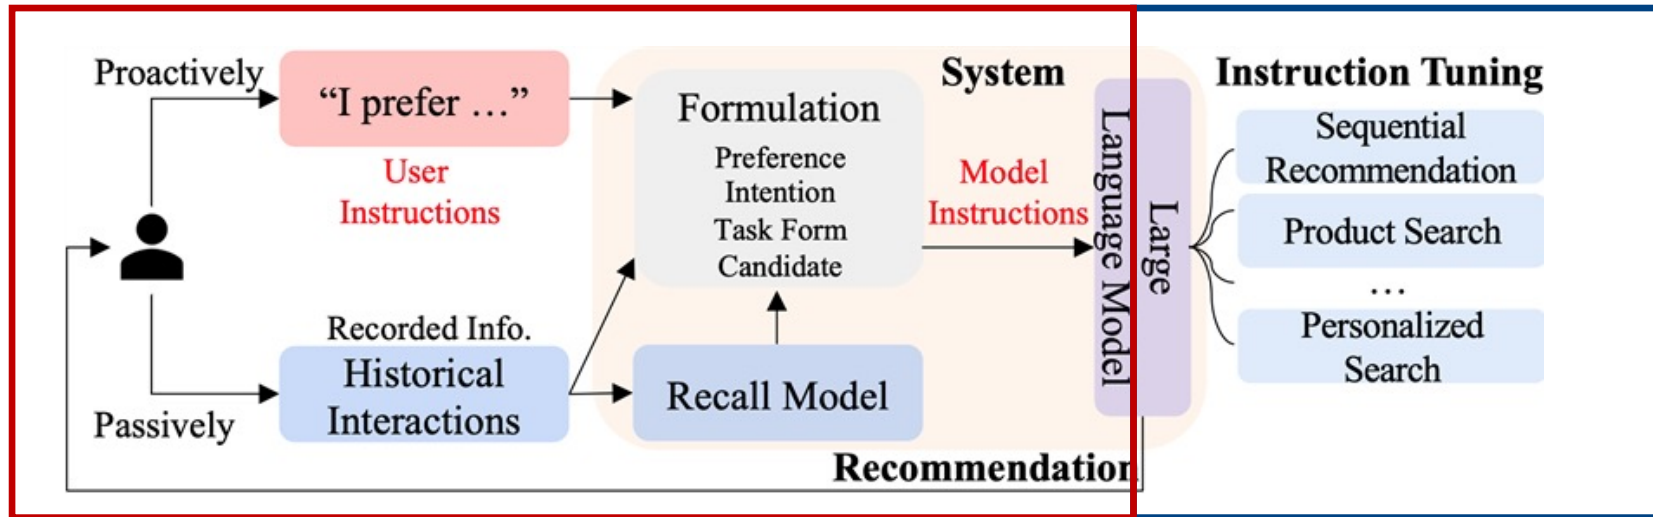 Proactively
“I prefer …”
User
Instructions
Passively
Recorded Info.
Historical
Interactions
System
Formulation
Preference
Intention
Task Form
Candidate
Recall Model
Model
Instructions
Large
Language Model
Recommendation
Instruction Tuning
Sequential
Recommendation
Product Search
…
Personalized
Search